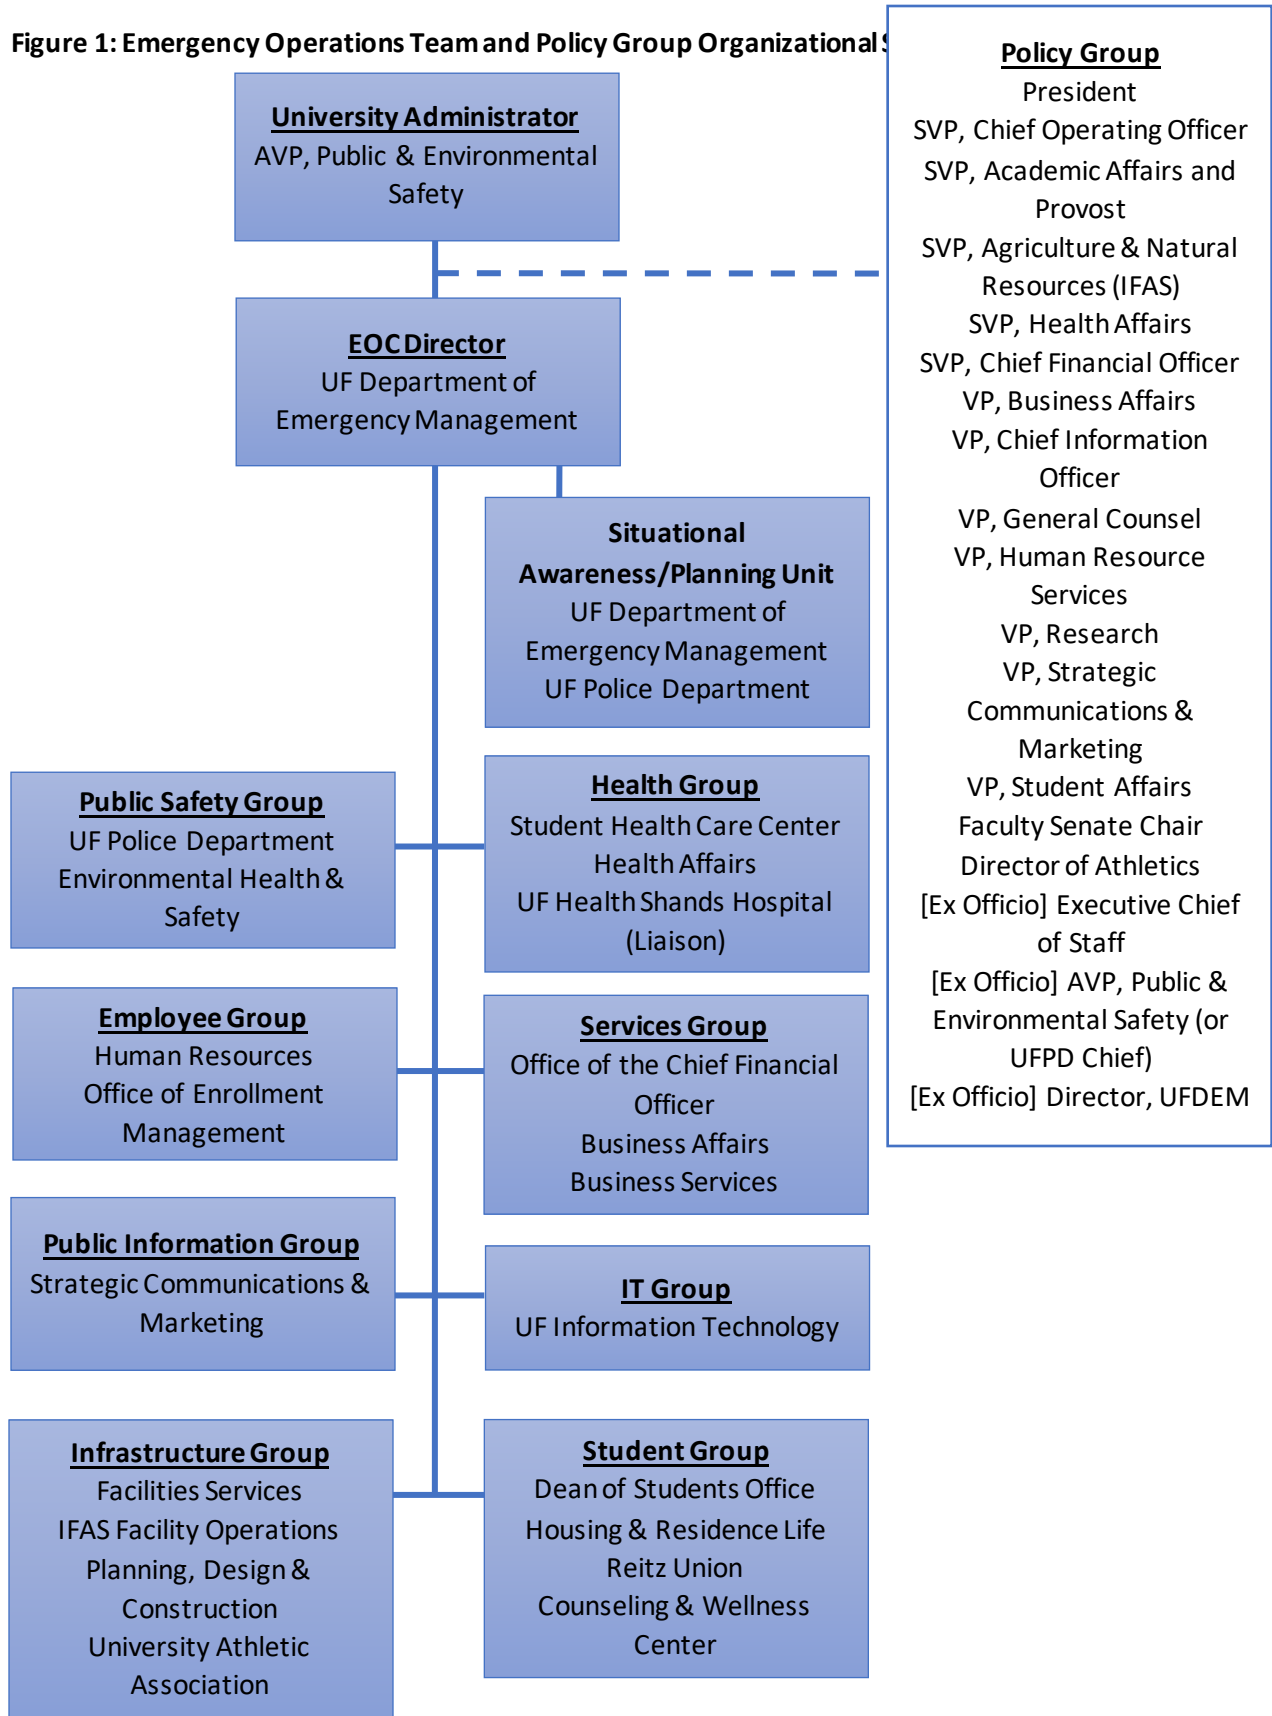 Figure 1: Emergency Operations Team and Policy Group Organizational
University Administrator
AVP, Public & Environmental
Safety
EOC Director
UF Department of
Emergency Management
Situational
Awareness/Planning Unit
UF Department of
Emergency Management
UF Police Department
Public Safety Group
UF Police Department
Environmental Health &
Safety
Health Group
Student Health Care Center
Health Affairs
UF Health Shands Hospital
(Liaison)
Employee Group
Human Resources
Office of Enrollment
Management
Services Group
Office of the Chief Financial
Officer
Business Affairs
Business Services
Public Information Group
Strategic Communications &
Marketing
IT Group
UF Information Technology
Infrastructure Group
Facilities Services
IFAS Facility Operations
Planning, Design &
Construction
University Athletic
Association
Student Group
Dean of Students Office
Housing & Residence Life
Reitz Union
Counseling & Wellness
Center
Policy Group
President
SVP, Chief Operating Officer
SVP, Academic Affairs and
Provost
SVP, Agriculture & Natural
Resources (IFAS)
SVP, Health Affairs
SVP, Chief Financial Officer
VP, Business Affairs
VP, Chief Information
Officer
VP, General Counsel
VP, Human Resource
Services
VP, Research
VP, Strategic
Communications &
Marketing
VP, Student Affairs
Faculty Senate Chair
Director of Athletics
[Ex Officio] Executive Chief
of Staff
[Ex Officio] AVP, Public &
Environmental Safety (or
UFPD Chief)
[Ex Officio] Director, UFDEM